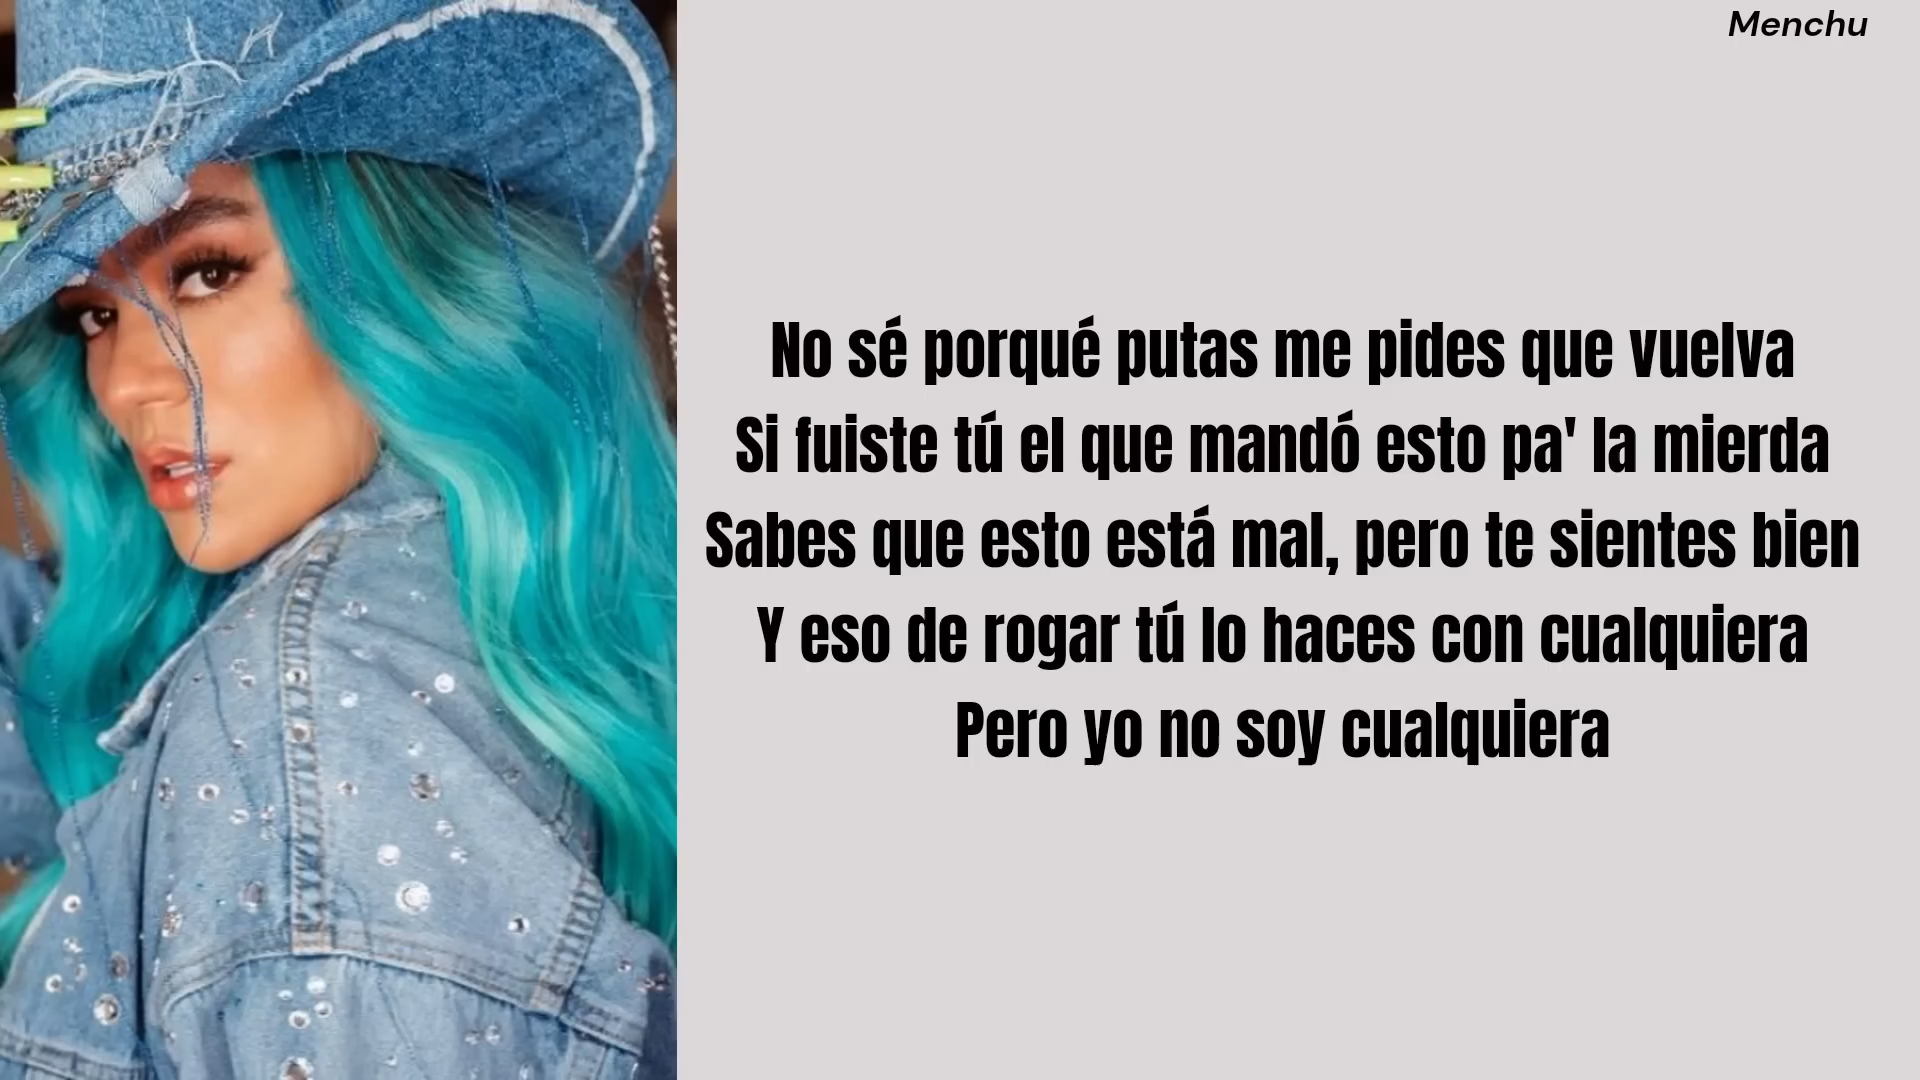 Menchu
No sé porqué putas me pides que vuelva
Si fuiste tú el que mandó esto pa' la mierda
Sabes que esto está mal, pero te sientes bien
Y eso de rogar tú lo haces con cualquiera
Pero yo no soy cualquiera